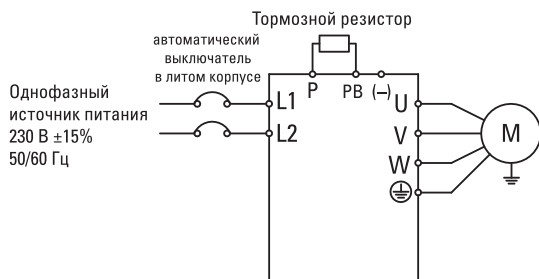 Тормозной резистор
автоматический
выключатель
в литом корпусе
Однофазный
источник питания
230 В ±15%
50/60 Гц
P
PB
(–)
L1
L2
U
V
W
M